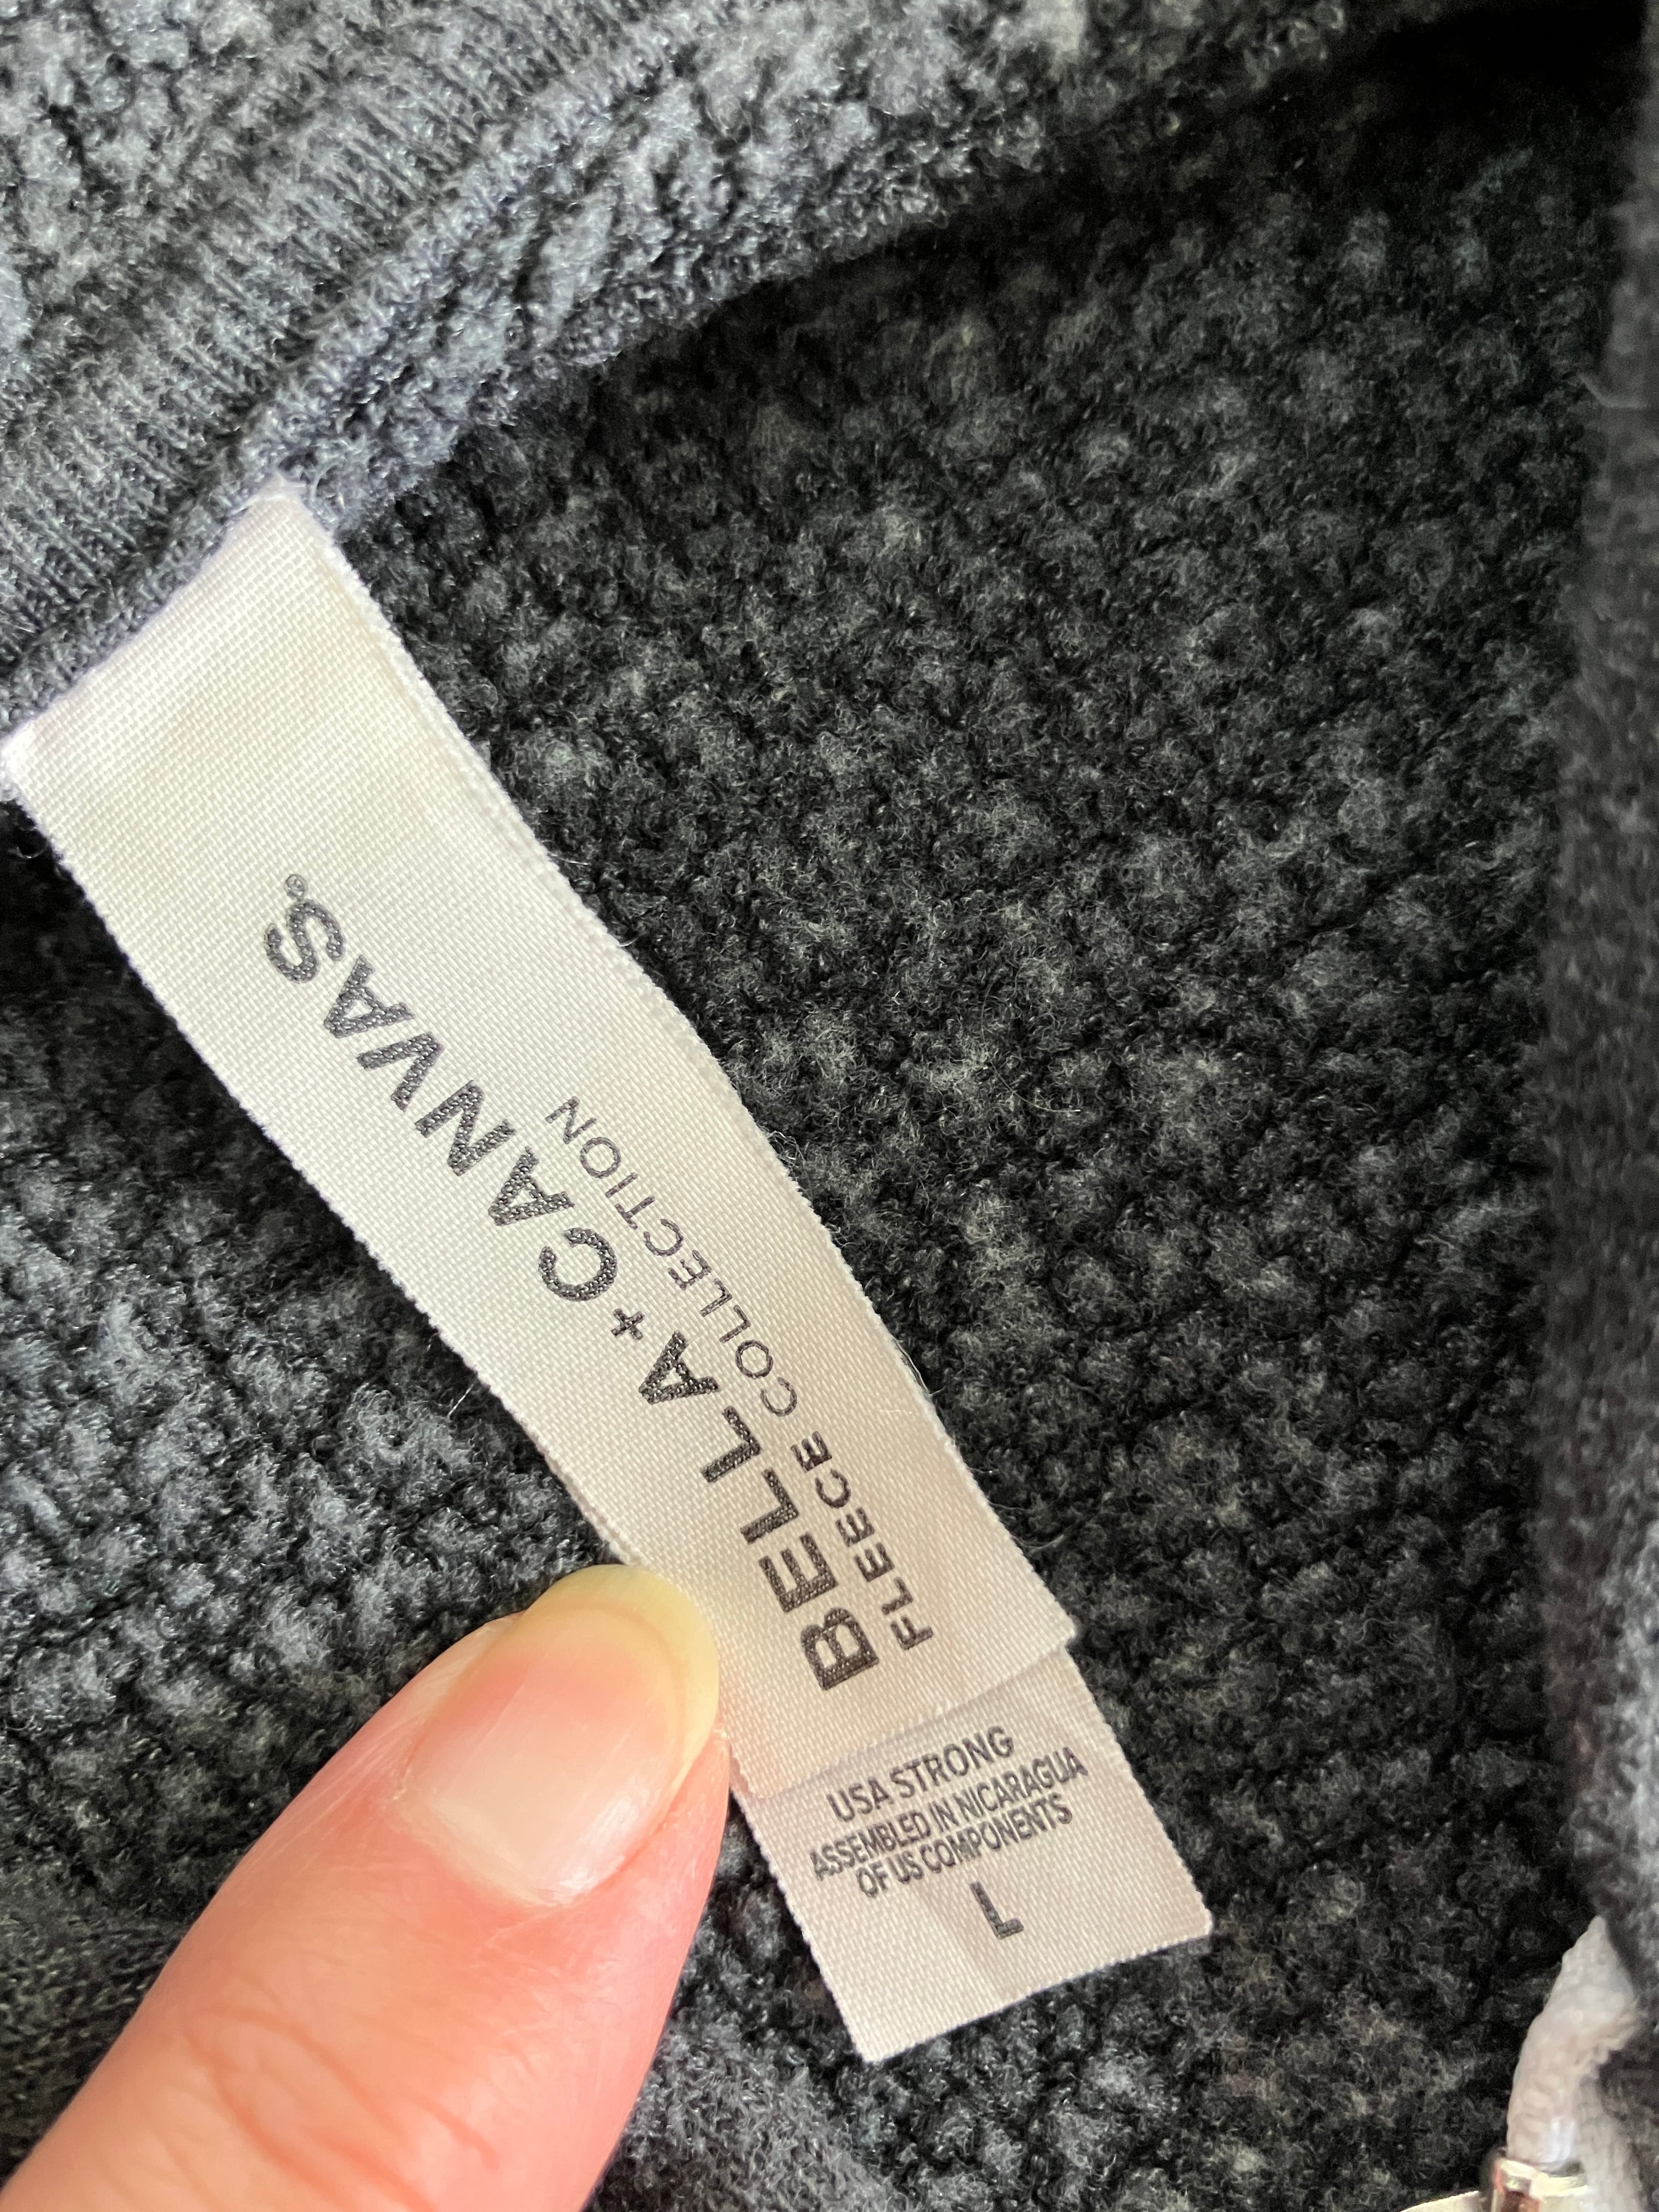 BELLA+CANVAS®
FLEECE COLLECTION
USA STRONG
ASSEMBLED IN NICARAGUA
OF US COMPONENTS
L